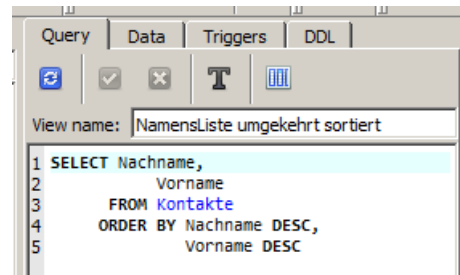 Query Data Triggers DDL
T
View name: NamensListe umgekehrt sortiert
1 SELECT Nachname,
2 Vorname
3 FROM Kontakte
4 ORDER BY Nachname DESC,
5 Vorname DESC